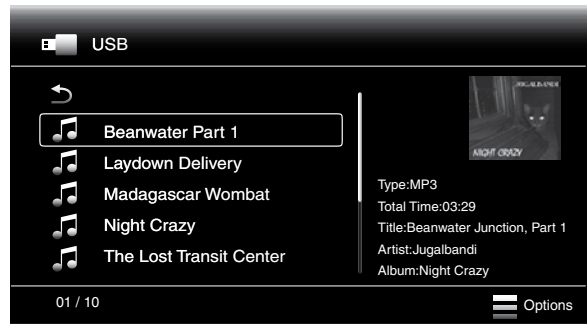 USB
Beanwater Part 1
Laydown Delivery
Madagascar Wombat
Night Crazy
The Lost Transit Center
JUGALBANDI
NIGHT CRAZY
Type:MP3
Total Time:03:29
Title:Beanwater Junction, Part 1
Artist:Jugalbandi
Album:Night Crazy
01 / 10
Options